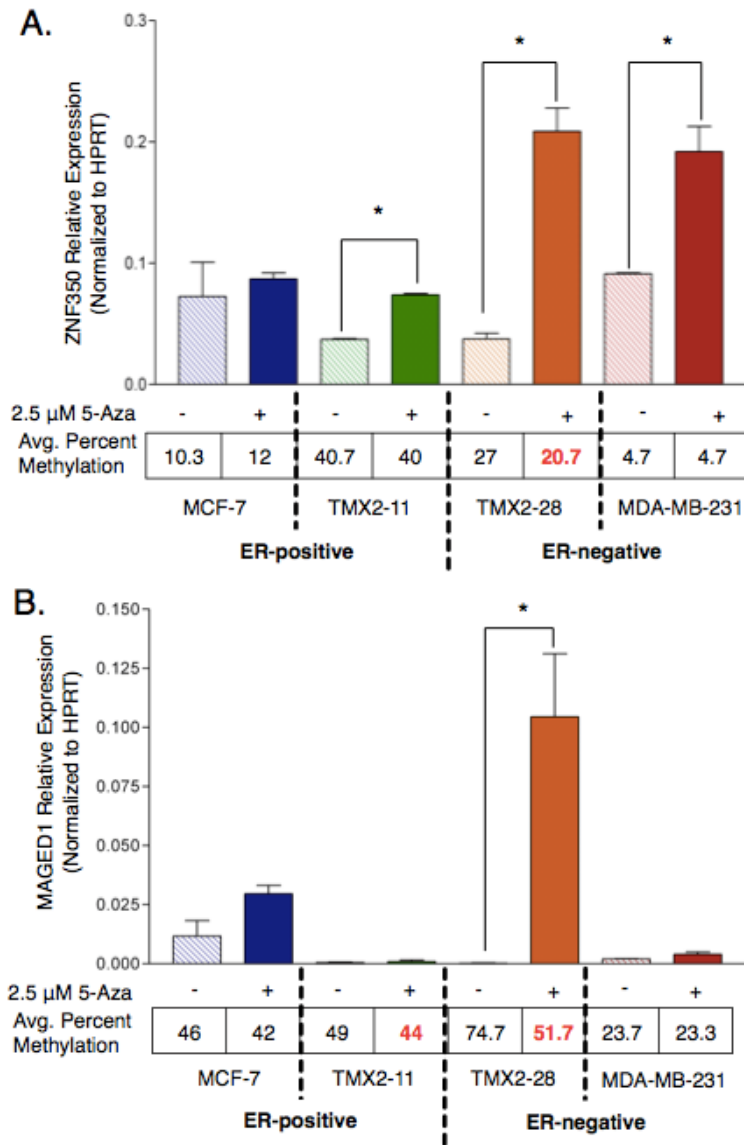 A.
ZNF350 Relative Expression
(Normalized to HPRT)
0.3
0.2
0.1
0.0
* * *
2.5 µM 5-Aza - + - + - + - +
Avg. Percent
Methylation
10.3 12 40.7 40 27 20.7 4.7 4.7
MCF-7 TMX2-11 TMX2-28 MDA-MB-231
ER-positive ER-negative
B.
MAGED1 Relative Expression
(Normalized to HPRT)
0.150
0.125
0.100
0.075
0.050
0.025
0.000
*
2.5 µM 5-Aza - + - + - + - +
Avg. Percent
Methylation
46 42 49 44 74.7 51.7 23.7 23.3
MCF-7 TMX2-11 TMX2-28 MDA-MB-231
ER-positive ER-negative